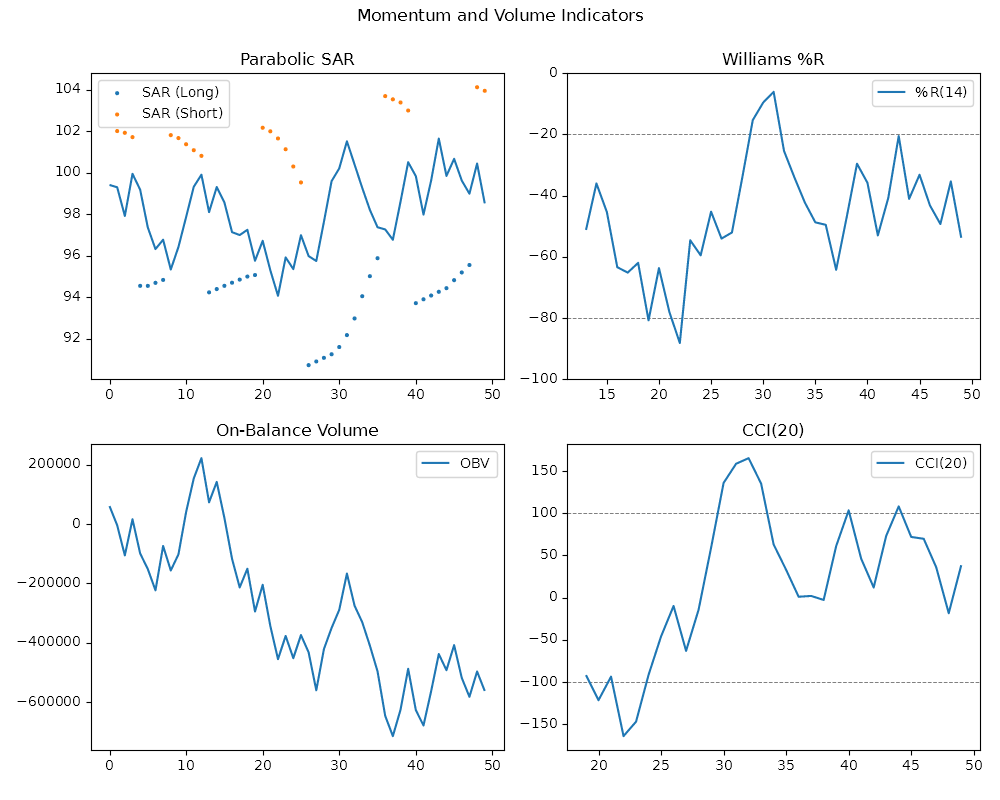 Momentum and Volume Indicators
Parabolic SAR
SAR (Long)
SAR (Short)
104
102
100
98
96
94
92
0 10 20 30 40 50
Williams %R
%R(14)
0
−20
−40
−60
−80
−100
15 20 25 30 35 40 45 50
On-Balance Volume
OBV
200000
0
−200000
−400000
−600000
0 10 20 30 40 50
CCI(20)
CCI(20)
150
100
50
0
−50
−100
−150
20 25 30 35 40 45 50